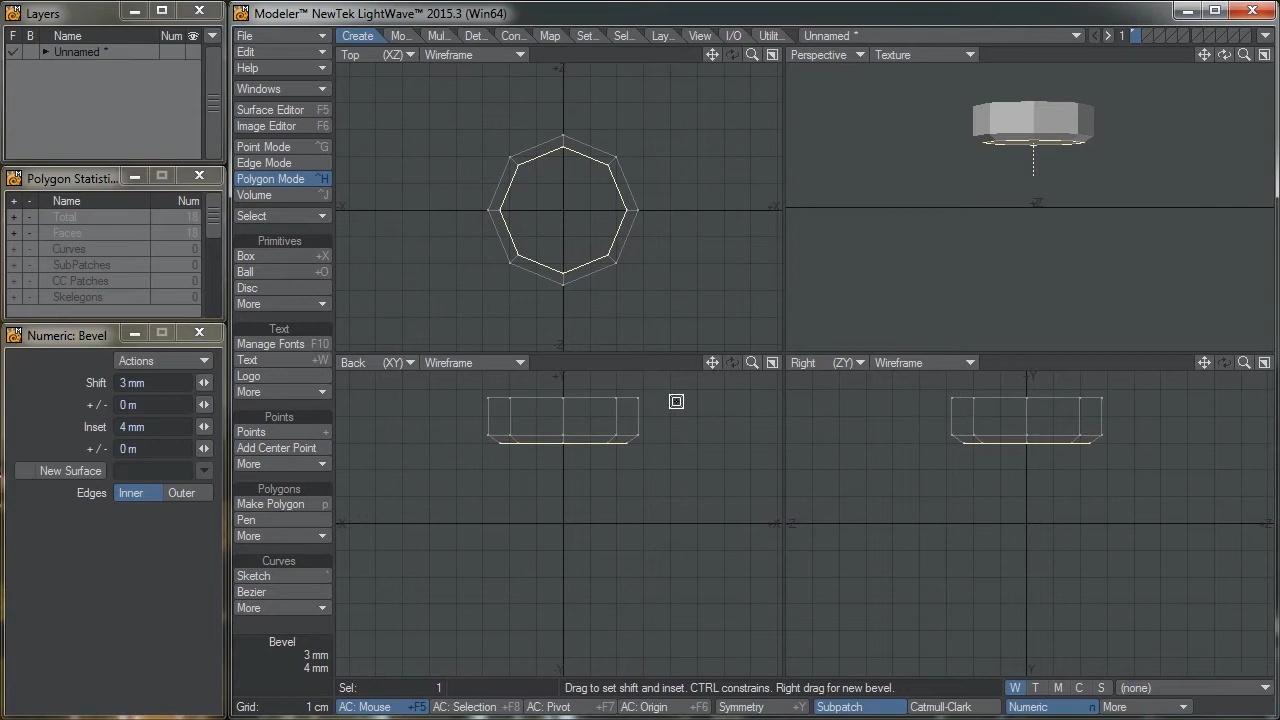 Layers
F B Name Num
Unnamed *
Polygon Statisti...
+ - Name Num
+ - Total 18
+ - Faces 18
+ - Curves 0
+ - SubPatches 0
+ - CC Patches 0
+ - Skelegons 0
Numeric: Bevel
Actions
Shift 3 mm
+ / - 0 m
Inset 4 mm
+ / - 0 m
New Surface
Edges Inner Outer
Modeler™ NewTek LightWave™ 2015.3 (Win64)
File
Edit
Help
Windows
Surface Editor F5
Image Editor F6
Point Mode ^G
Edge Mode
Polygon Mode ^H
Volume ^J
Select
Primitives
Box +X
Ball +O
Disc
More
Text
Manage Fonts F10
Text +W
Logo
More
Points
Points +
Add Center Point
More
Polygons
Make Polygon p
Pen
More
Curves
Sketch `
Bezier
More
Bevel
3 mm
4 mm
Create Mo... Mul... Det... Con... Map Set... Sel... Lay... View I/O Utilit... Unnamed * 1
Top (XZ) Wireframe
+Z
-X +X
-Z
Perspective Texture
-Z
Back (XY) Wireframe
+Y
-X +X
-Y
Right (ZY) Wireframe
+Y
-Z +Z
-Y
Sel: 1 Drag to set shift and inset. CTRL constrains. Right drag for new bevel. W T M C S (none)
Grid: 1 cm AC: Mouse +F5 AC: Selection +F8 AC: Pivot +F7 AC: Origin +F6 Symmetry +Y Subpatch Catmull-Clark Numeric n More